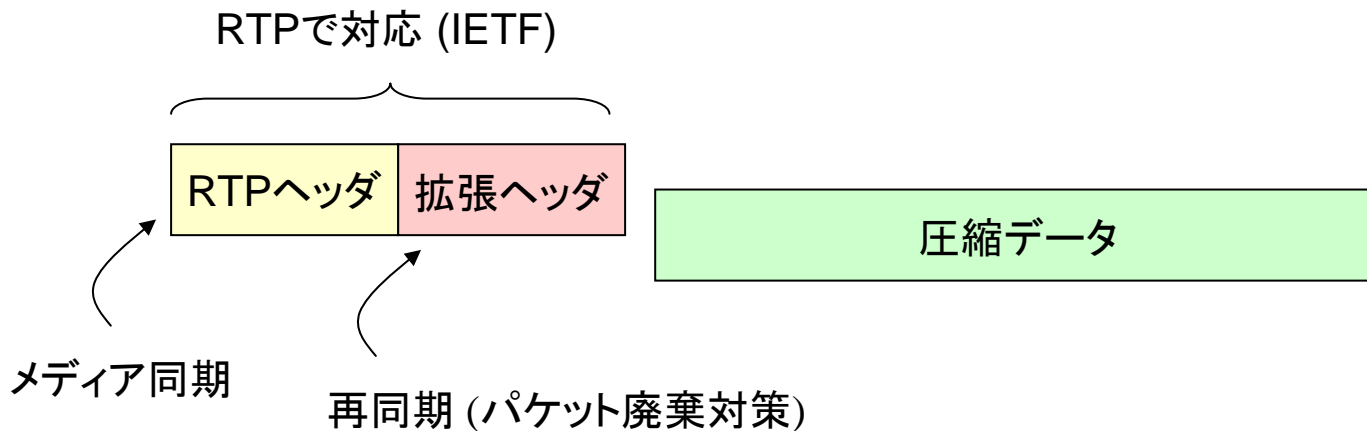 RTPで対応 (IETF)
RTPヘッダ
拡張ヘッダ
圧縮データ
メディア同期
再同期 (パケット廃棄対策)